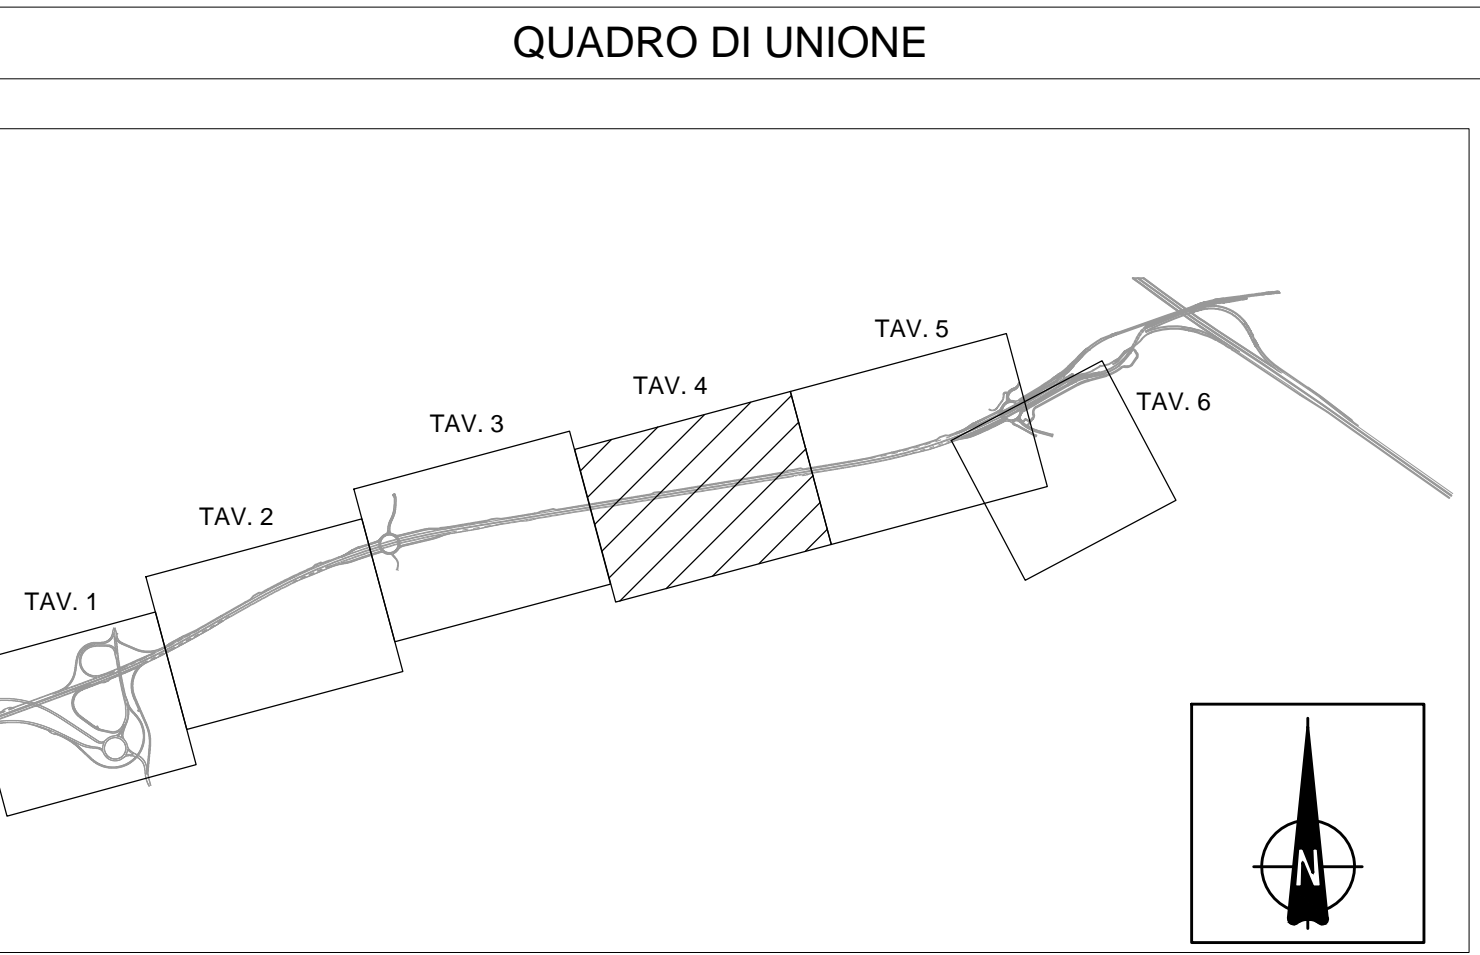 QUADRO DI UNIONE
TAV. 1
TAV. 2
TAV. 3
TAV. 4
TAV. 5
TAV. 6
N